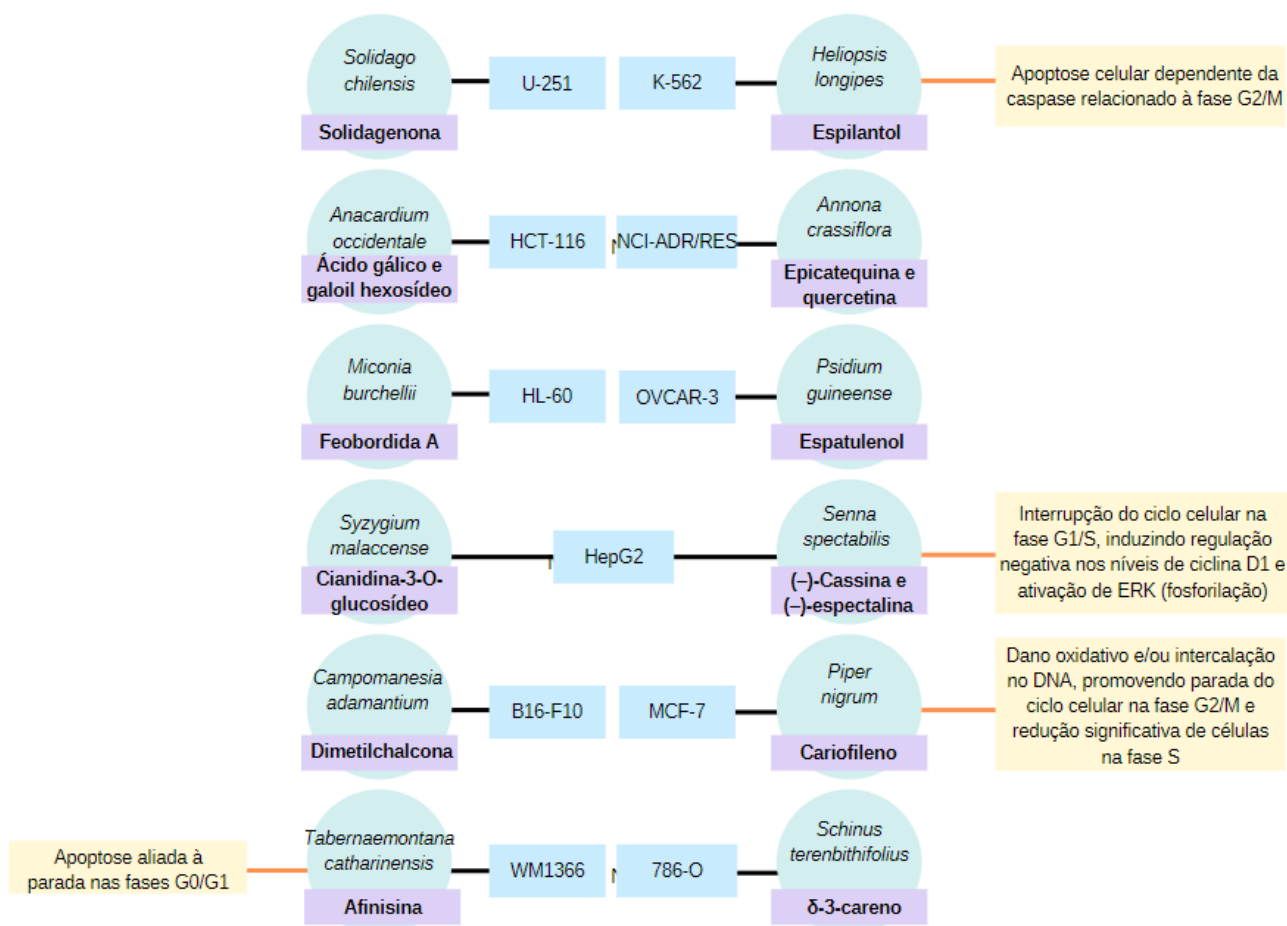 Solidago
chilensis
Solidagenona
U-251
K-562
Heliopsis
longipes
Espilantol
Apoptose celular dependente da
caspase relacionado à fase G2/M
Anacardium
occidentale
Ácido gálico e
galoil hexosídeo
HCT-116
NCI-ADR/RES
Annona
crassiflora
Epicatequina e
quercetina
Miconia
burchellii
Feobordida A
HL-60
OVCAR-3
Psidium
guineense
Espatulenol
Syzygium
malaccense
Cianidina-3-O-
glucosídeo
HepG2
Senna
spectabilis
(–)-Cassina e
(–)-espectalina
Interrupção do ciclo celular na
fase G1/S, induzindo regulação
negativa nos níveis de ciclina D1 e
ativação de ERK (fosforilação)
Campomanesia
adamantium
Dimetilchalcona
B16-F10
MCF-7
Piper
nigrum
Cariofileno
Dano oxidativo e/ou intercalação
no DNA, promovendo parada do
ciclo celular na fase G2/M e
redução significativa de células
na fase S
Apoptose aliada à
parada nas fases G0/G1
Tabernaemontana
catharinensis
Afinisina
WM1366
786-O
Schinus
terenbithifolius
δ-3-careno